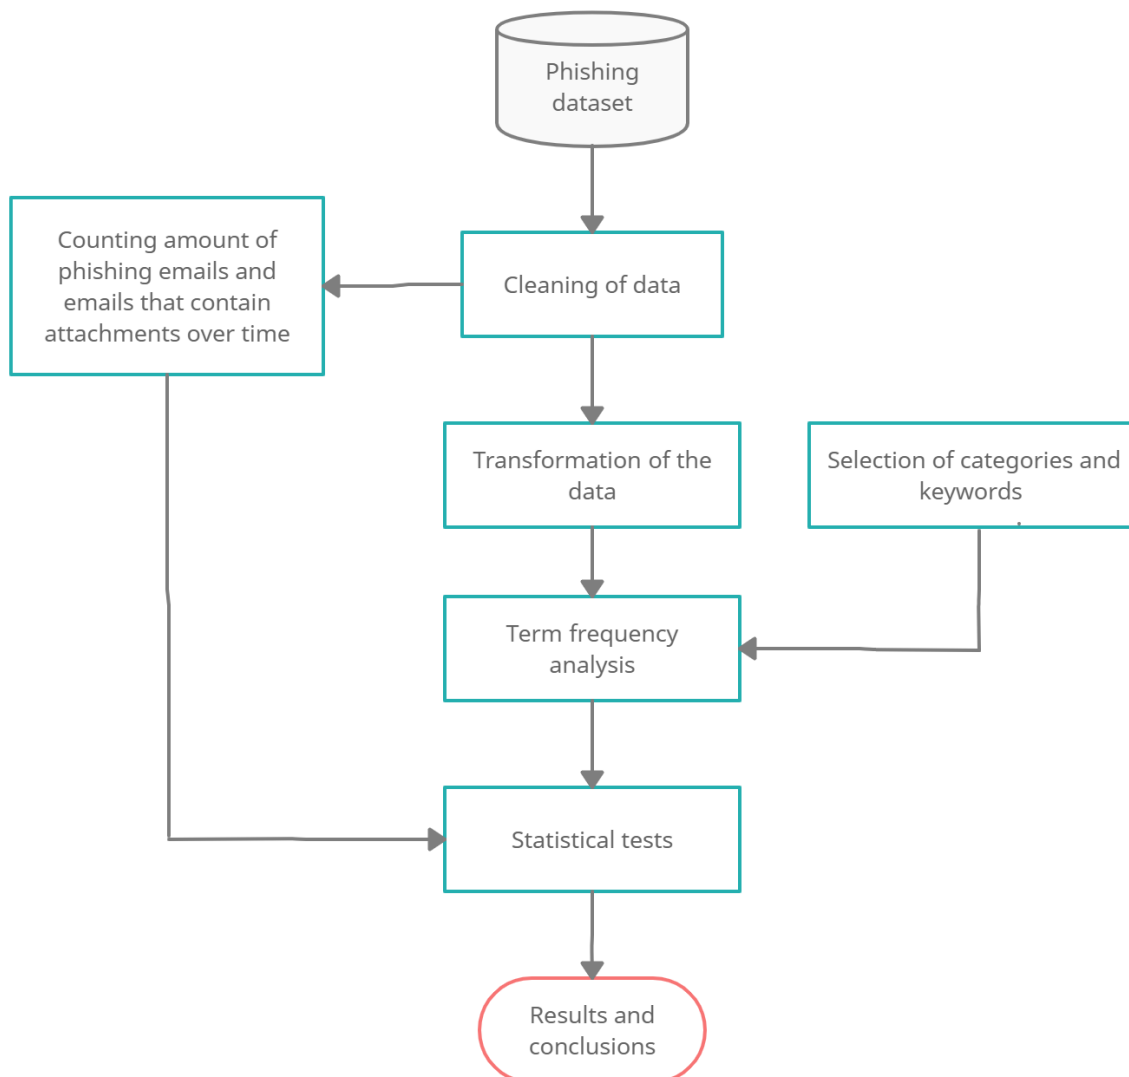 Phishing
dataset
Counting amount of
phishing emails and
emails that contain
attachments over time
Cleaning of data
Transformation of the
data
Selection of categories and
keywords
Term frequency
analysis
Statistical tests
Results and
conclusions